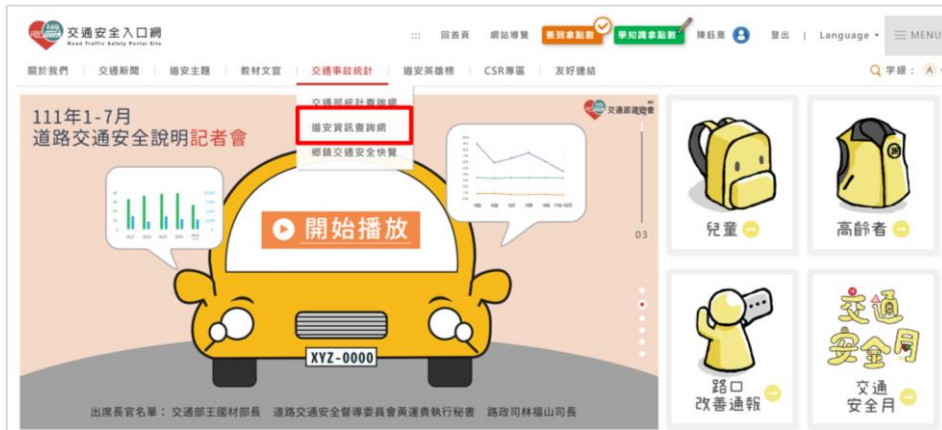 交通安全入口網
Road Traffic Safety Portal Site
:::
回首頁
網站導覽
簽到拿點數
學知識拿點數
登出
|
Language
MENU
關於我們
交通新聞
道安主題
教材文宣
交通事故統計
道安英雄榜
CSR專區
友好連結
字級：
A
交通部統計查詢網
道安資訊查詢網
鄉鎮交通安全快覽
111年1-7月
道路交通安全說明記者會
交通部道安會
開始播放
03
XYZ-0000
出席長官名單： 交通部王國材部長 道路交通安全督導委員會黃運貴執行秘書 路政司林福山司長
兒童
高齡者
路口
改善通報
交通
安全月
交通
安全月